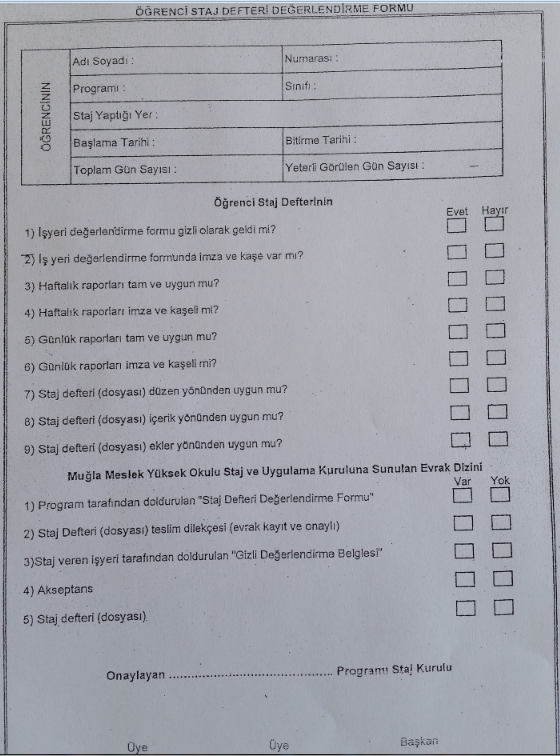 ÖĞRENCİ STAJ DEFTERİ DEĞERLENDİRME FORMU
ÖĞRENCİNİN
Adı Soyadı : Numarası :
Programı : Sınıfı :
Staj Yaptığı Yer :
Başlama Tarihi : Bitirme Tarihi :
Toplam Gün Sayısı : Yeterli Görülen Gün Sayısı :
Öğrenci Staj Defterinin
Evet Hayır
1) İşyeri değerlendirme formu gizli olarak geldi mi?
2) İş yeri değerlendirme formunda imza ve kaşe var mı?
3) Haftalık raporları tam ve uygun mu?
4) Haftalık raporları imza ve kaşeli mi?
5) Günlük raporları tam ve uygun mu?
6) Günlük raporları imza ve kaşeli mi?
7) Staj defteri (dosyası) düzen yönünden uygun mu?
8) Staj defteri (dosyası) içerik yönünden uygun mu?
9) Staj defteri (dosyası) ekler yönünden uygun mu?
Muğla Meslek Yüksek Okulu Staj ve Uygulama Kuruluna Sunulan Evrak Dizini
Var Yok
1) Program tarafından doldurulan "Staj Defteri Değerlendirme Formu"
2) Staj Defteri (dosyası) teslim dilekçesi (evrak kayıt ve onaylı)
3)Staj veren işyeri tarafından doldurulan "Gizli Değerlendirme Belglesi"
4) Akseptans
5) Staj defteri (dosyası)
Onaylayan ........................................ Programı Staj Kurulu
Üye Üye Başkan